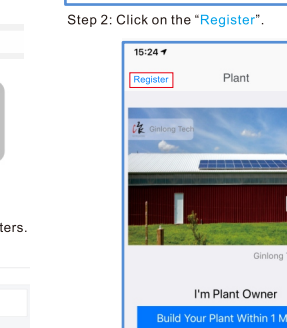 Step 2: Click on the “Register”.
15:24
Register
Plant
Ginlong Tech
ters.
Ginlong
I'm Plant Owner
Build Your Plant Within 1 M